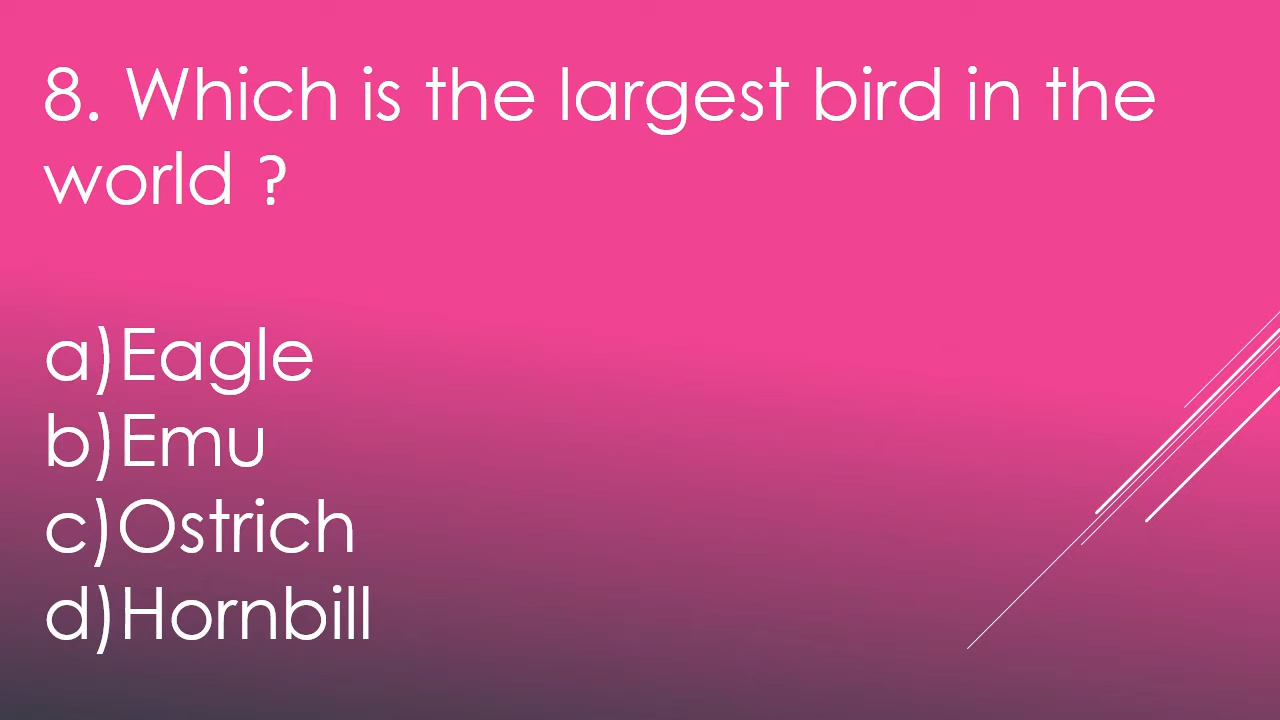 8. Which is the largest bird in the
world ?
a)Eagle
b)Emu
c)Ostrich
d)Hornbill